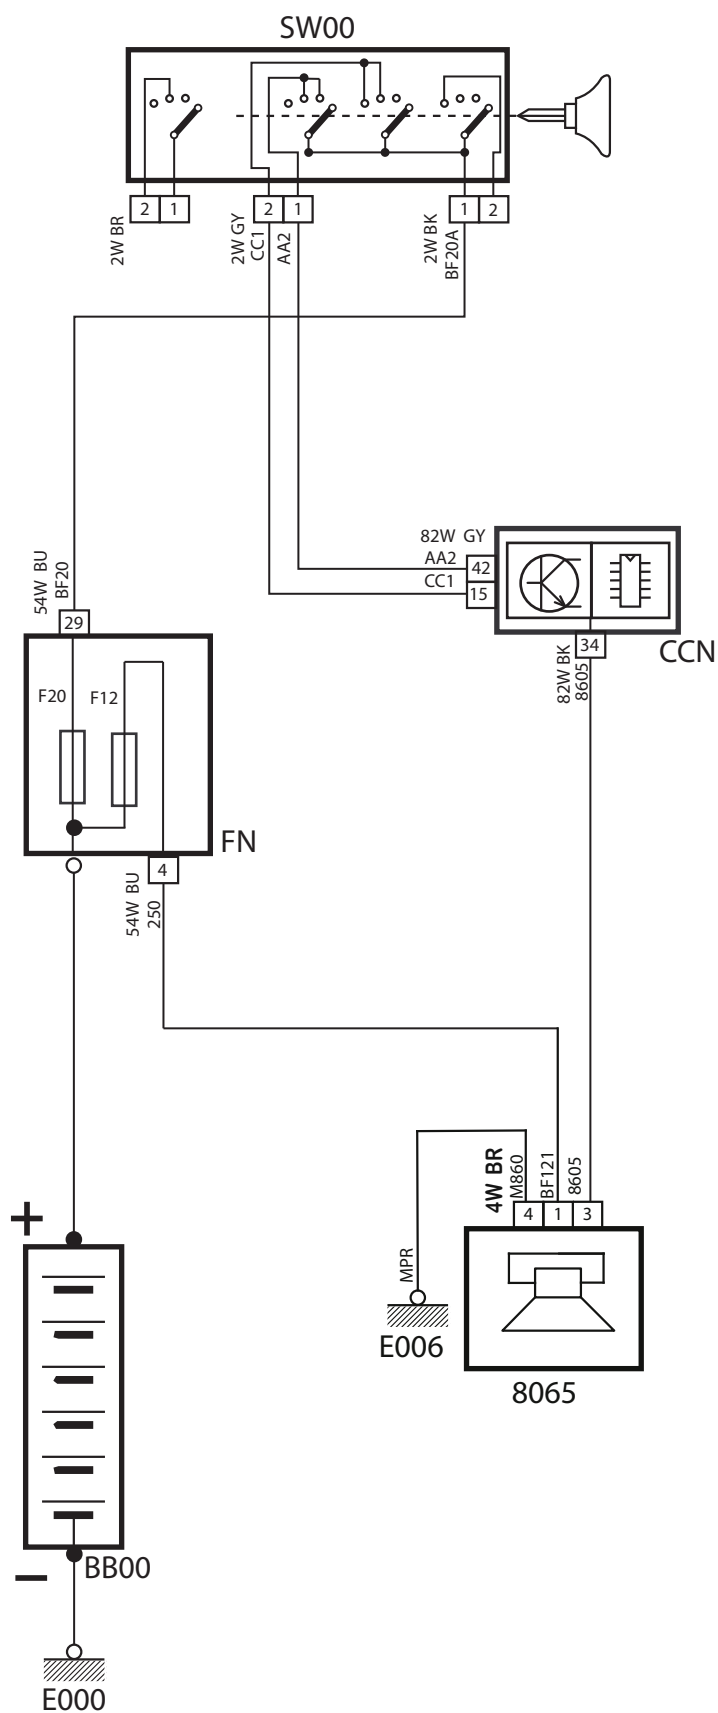 SW00
2 1
2 1
1 2
2W BR
2W GY
CC1
AA2
2W BK
BF20A
82W GY
AA2
42
CC1
15
34
CCN
82W BK
8605
54W BU
BF20
29
F20
F12
FN
4
54W BU
250
4W BR
M860
BF121
8605
4 1 3
MPR
E006
8065
+
BB00
−
E000